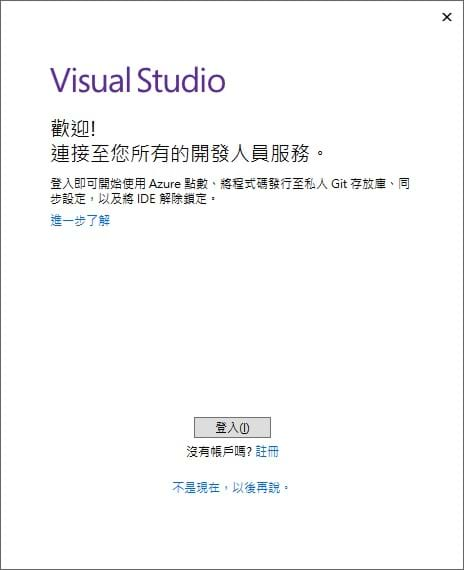 Visual Studio
歡迎!
連接至您所有的開發人員服務。
登入即可開始使用 Azure 點數、將程式碼發行至私人 Git 存放庫、同
步設定，以及將 IDE 解除鎖定。
進一步了解
登入(I)
沒有帳戶嗎? 註冊
不是現在，以後再說。